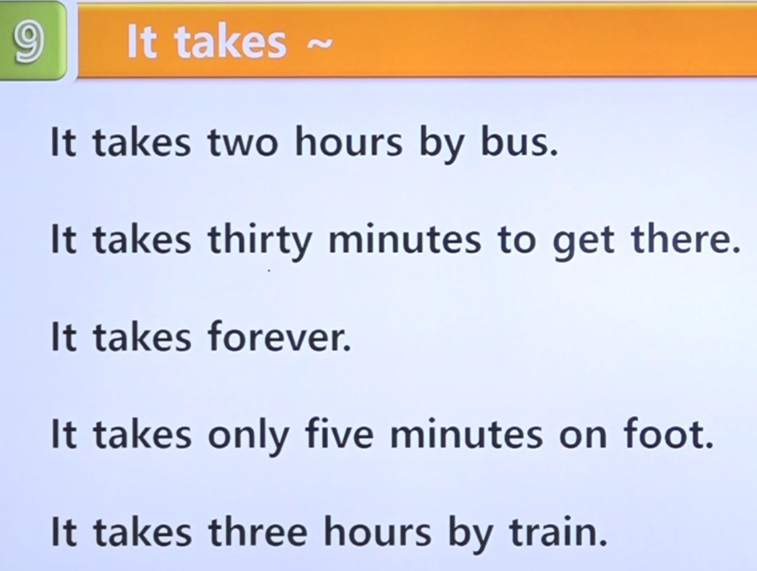 9 It takes ~
It takes two hours by bus.
It takes thirty minutes to get there.
It takes forever.
It takes only five minutes on foot.
It takes three hours by train.